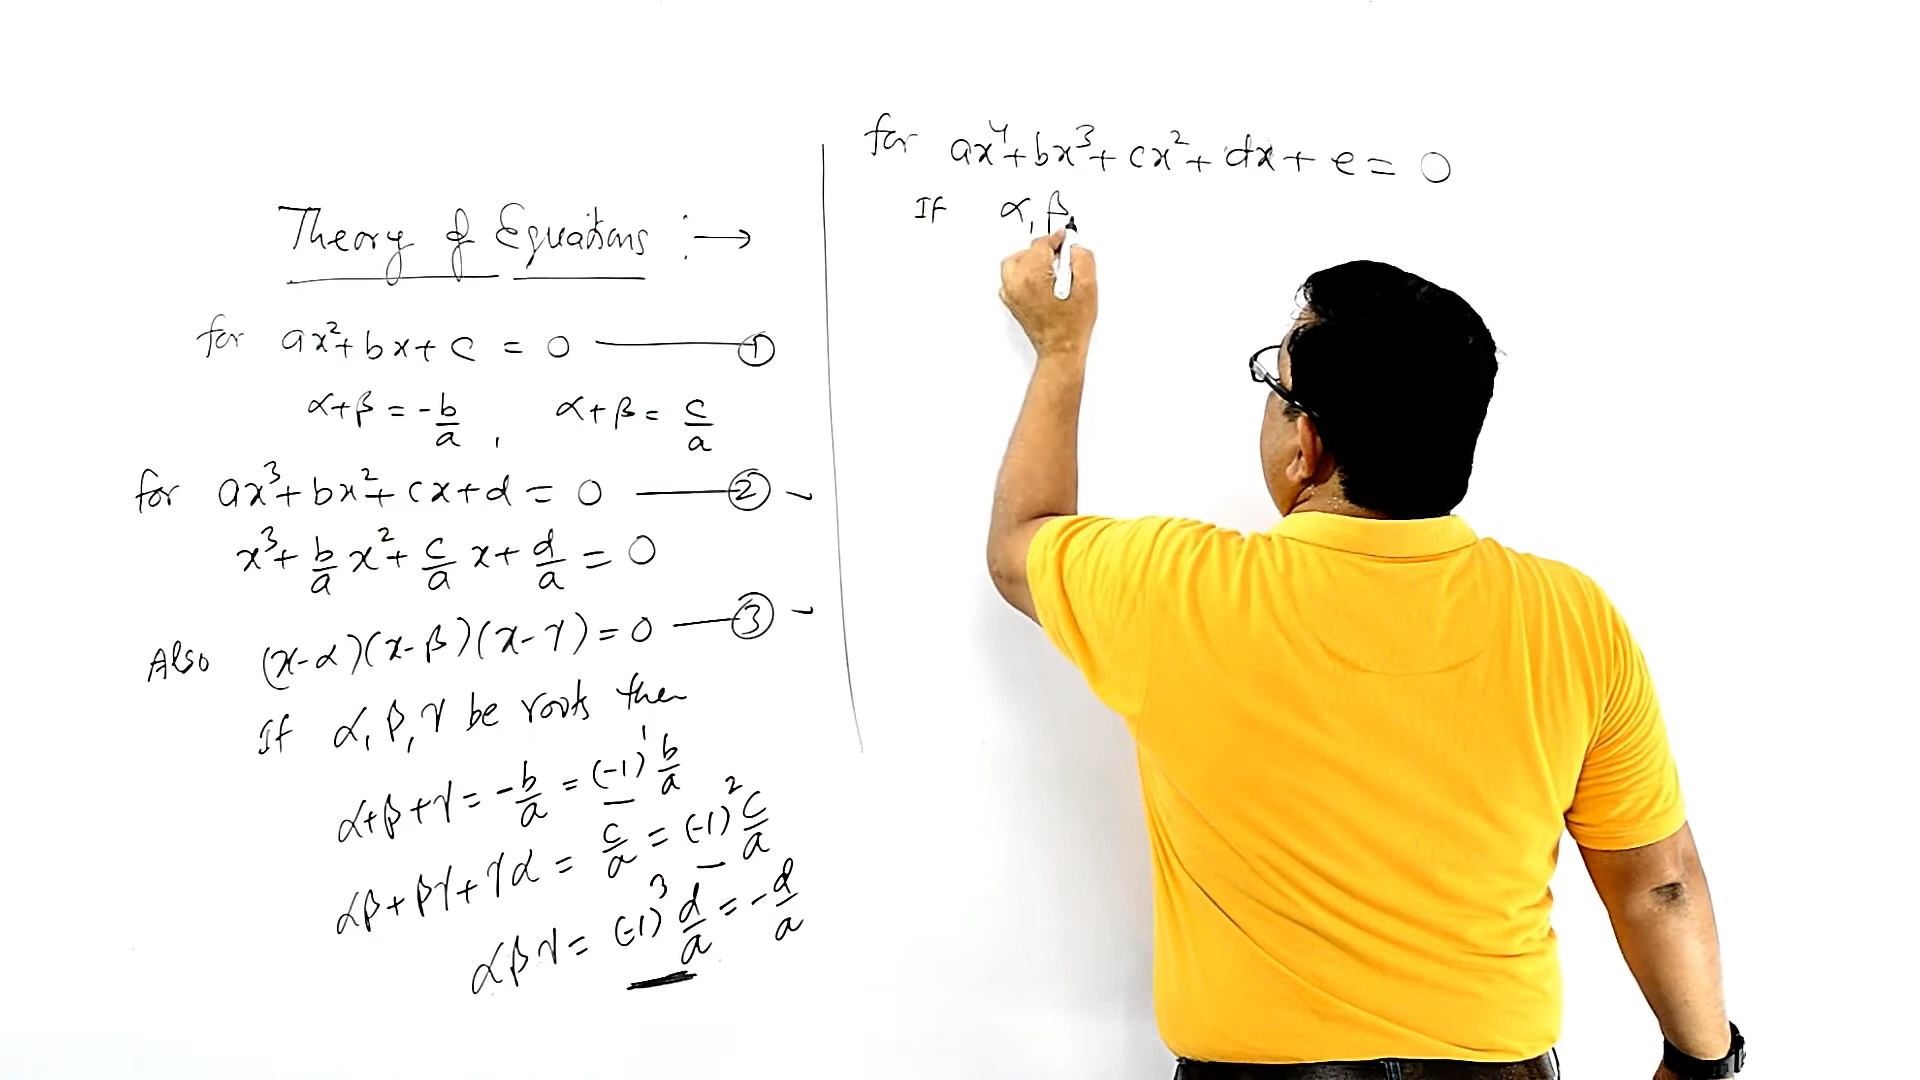 Theory of Equations :→
for ax²+bx+c = 0 ——— ①
α+β = -b/a , α+β = c/a
for ax³+bx²+cx+d = 0 ——— ②
x³+ b/a x²+ c/a x+ d/a = 0
Also (x-α)(x-β)(x-γ)=0 —— ③
If α, β, γ be roots then
α+β+γ = -b/a = (-1)¹ b/a
αβ+βγ+γα = c/a = (-1)² c/a
αβγ = (-1)³ d/a = -d/a
for ax⁴+bx³+cx²+dx+e=0
If α, β,